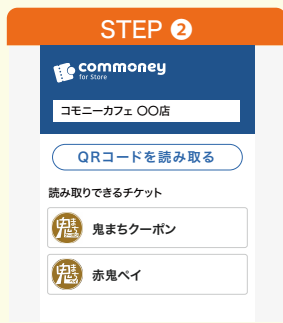 STEP 2
commoney
for Store
コモニーカフェ 〇〇店
QRコードを読み取る
読み取りできるチケット
鬼まちクーポン
赤鬼ペイ